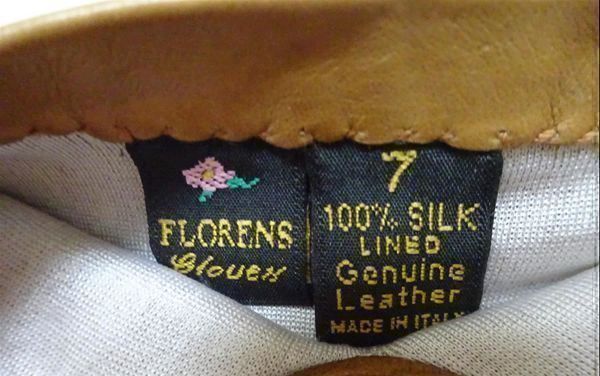 FLORENS
Gloves
7
100% SILK
LINED
Genuine
Leather
MADE IN ITALY